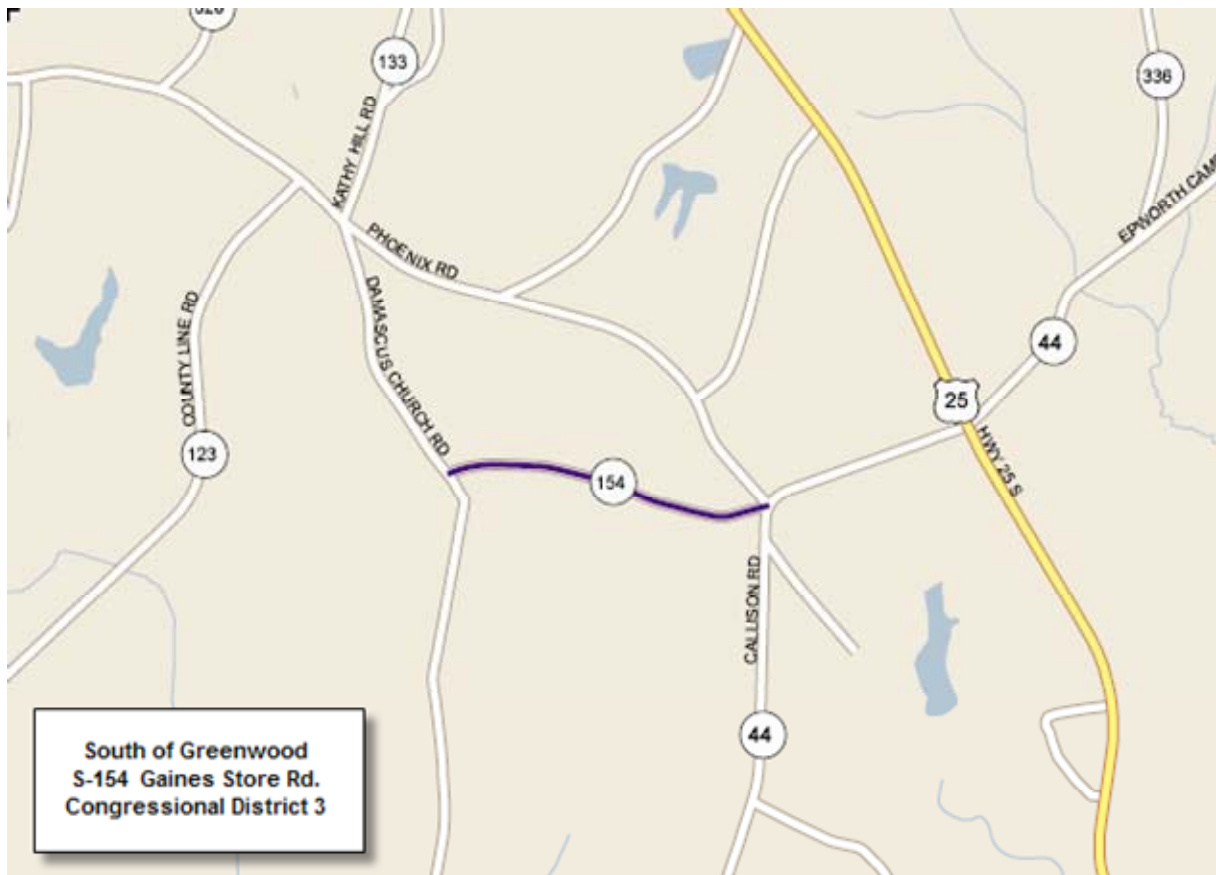 133
336
KATHY HILL RD
EPWORTH CAMP
PHOENIX RD
DAMASCUS CHURCH RD
COUNTY LINE RD
44
25
HWY 25 S
123
154
CALLISON RD
44
South of Greenwood
S-154 Gaines Store Rd.
Congressional District 3